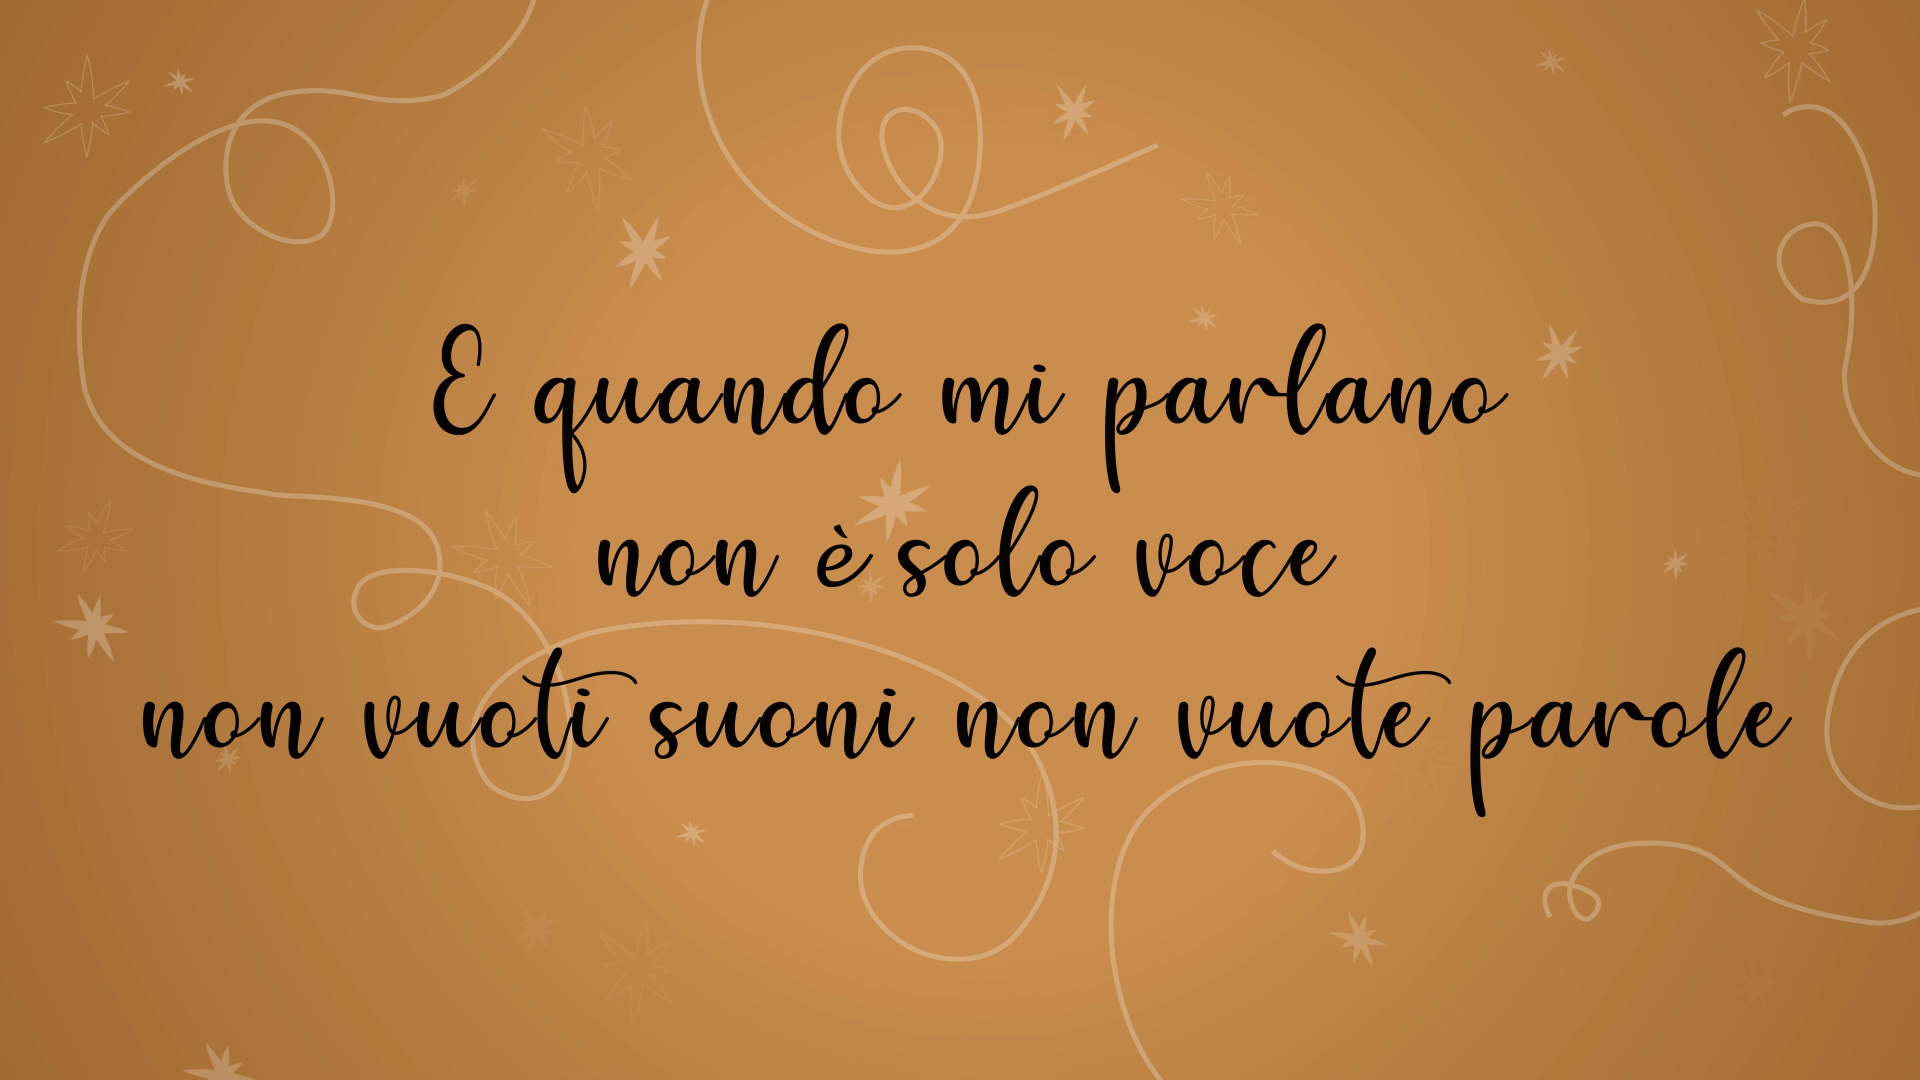 E quando mi parlano
non è solo voce
non vuoti suoni non vuote parole